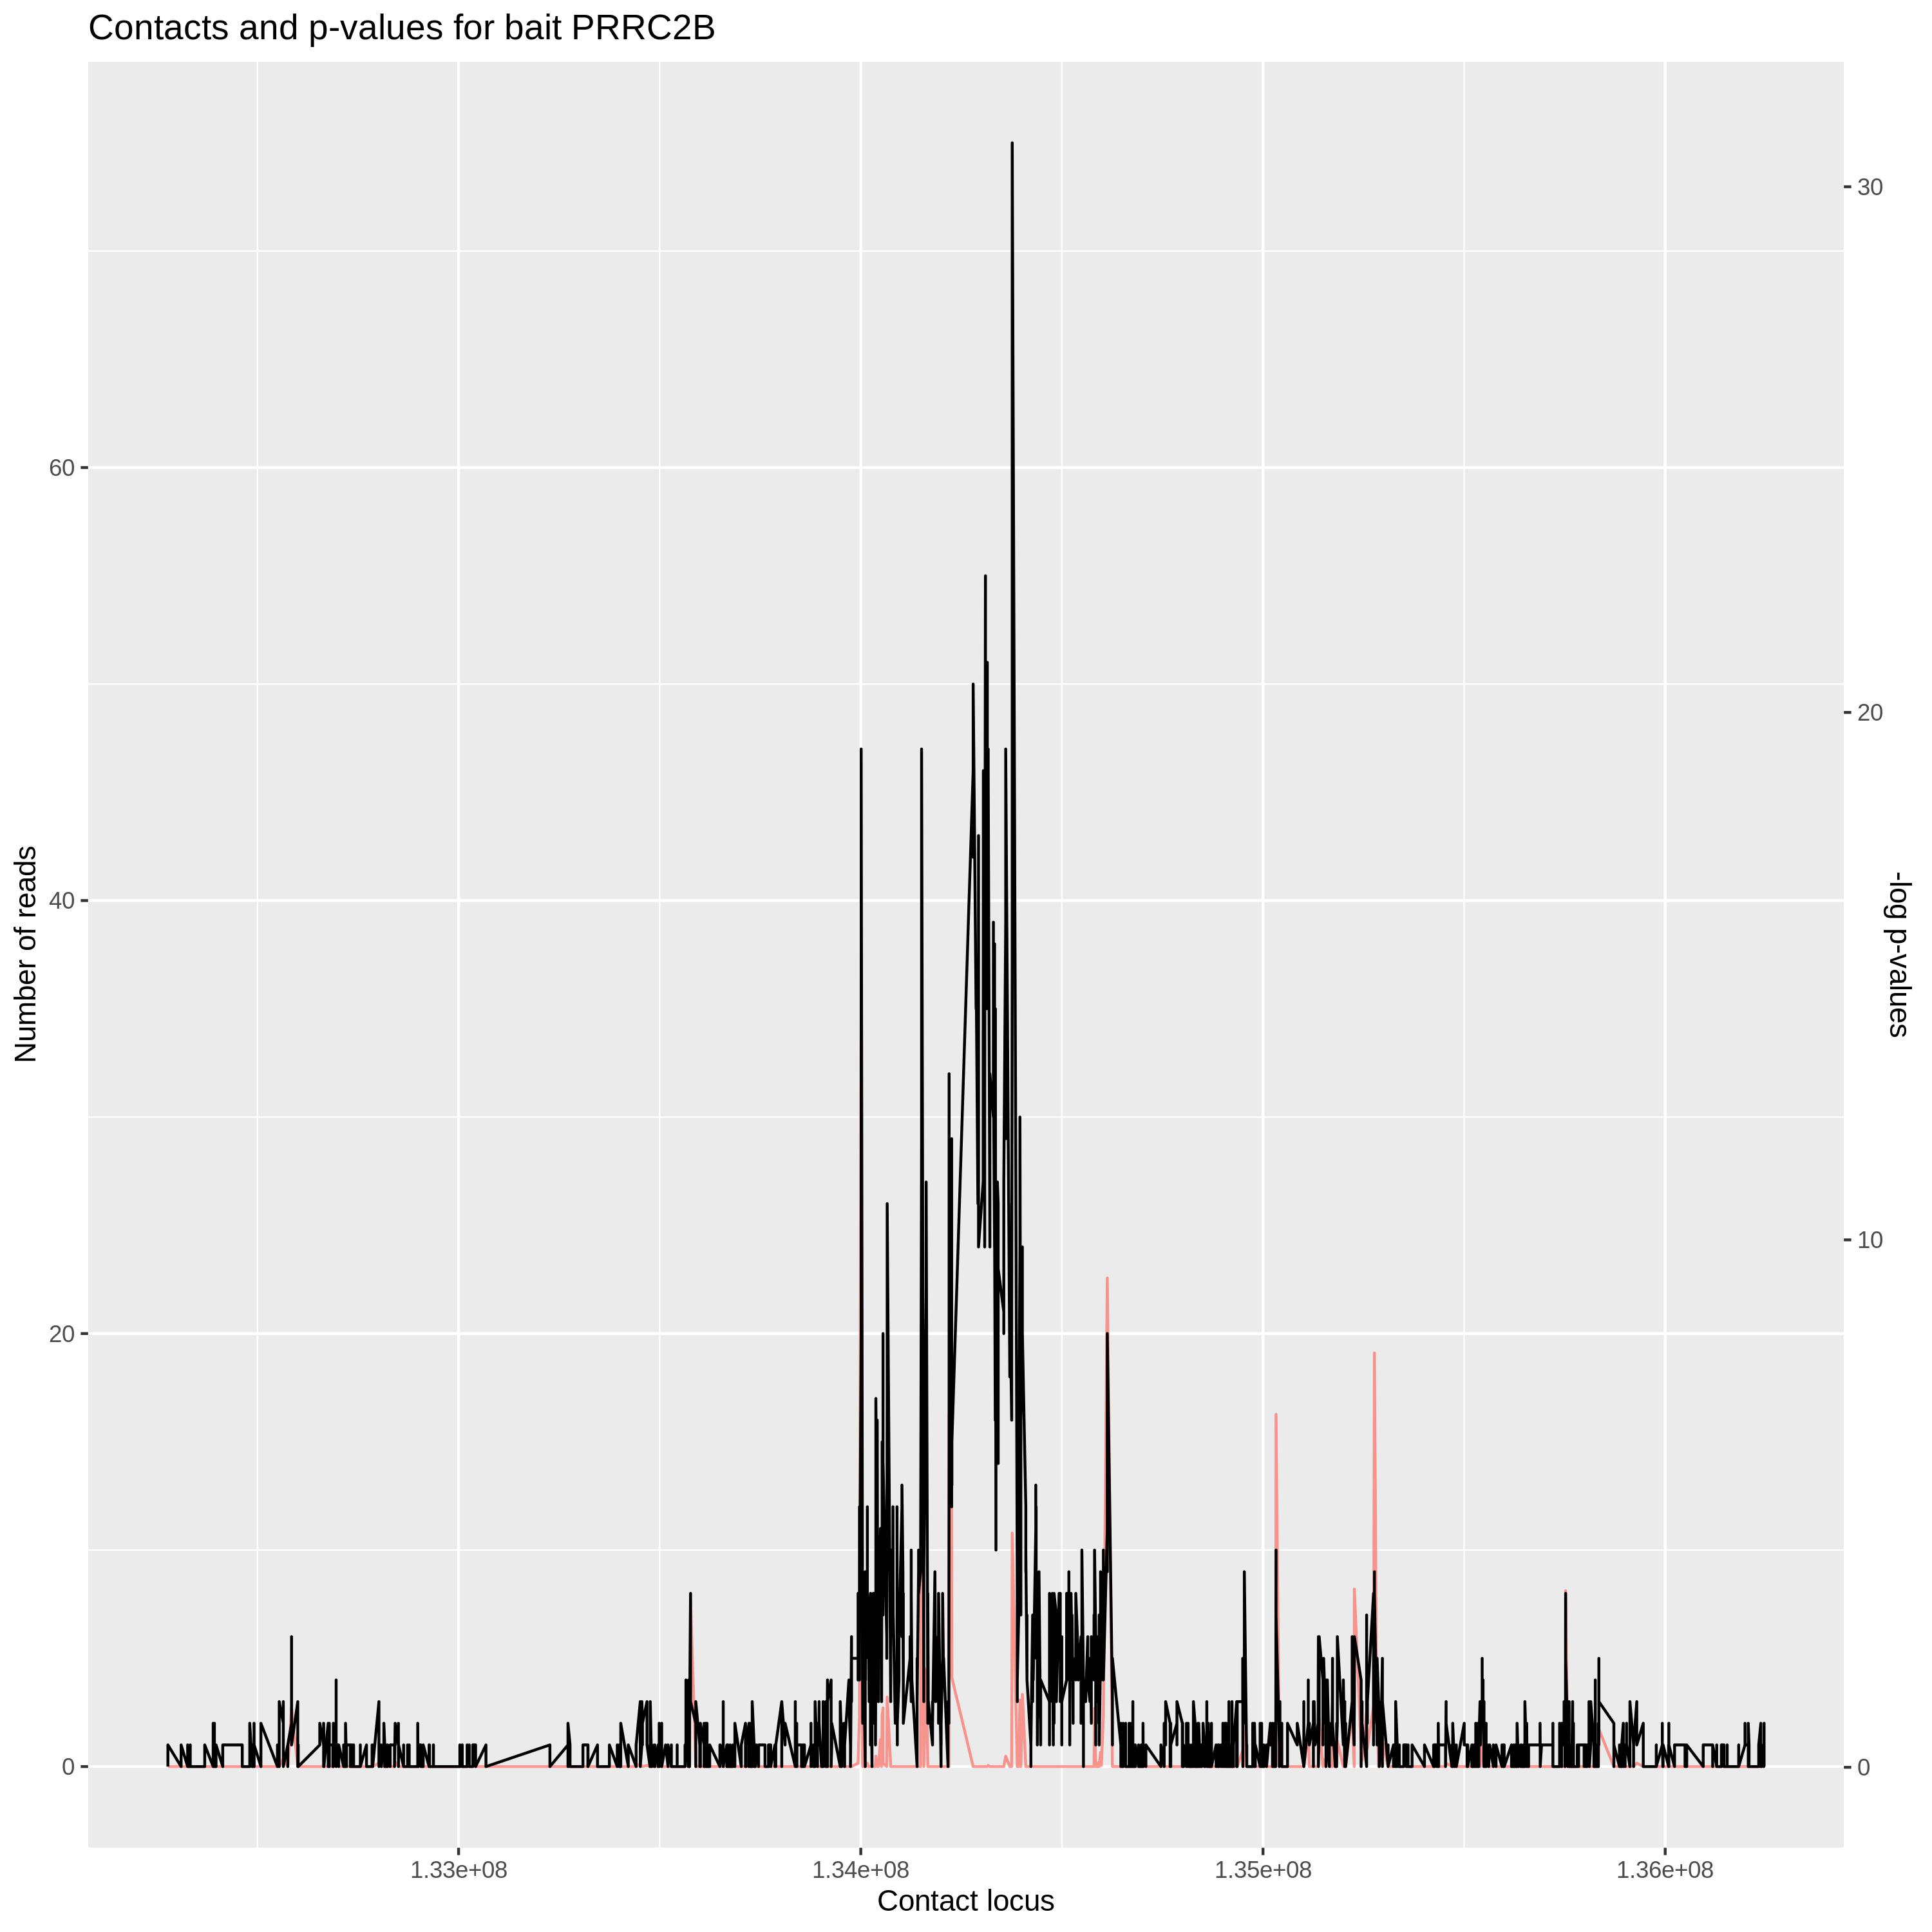 Contacts and p-values for bait PRRC2B
Number of reads
60
40
20
0
30
20
10
0
-log p-values
1.33e+08
1.34e+08
1.35e+08
1.36e+08
Contact locus